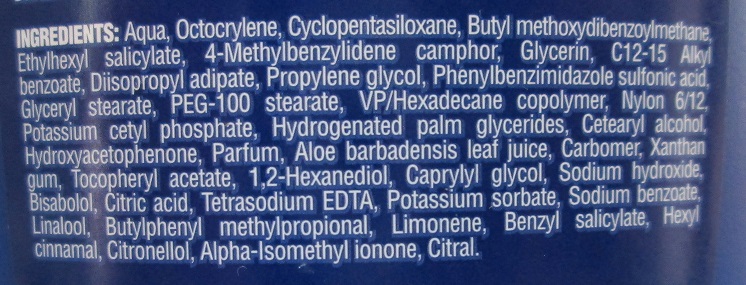 INGREDIENTS: Aqua, Octocrylene, Cyclopentasiloxane, Butyl methoxydibenzoylmethane,
Ethylhexyl salicylate, 4-Methylbenzylidene camphor, Glycerin, C12-15 Alkyl
benzoate, Diisopropyl adipate, Propylene glycol, Phenylbenzimidazole sulfonic acid,
Glyceryl stearate, PEG-100 stearate, VP/Hexadecane copolymer, Nylon 6/12,
Potassium cetyl phosphate, Hydrogenated palm glycerides, Cetearyl alcohol,
Hydroxyacetophenone, Parfum, Aloe barbadensis leaf juice, Carbomer, Xanthan
gum, Tocopheryl acetate, 1,2-Hexanediol, Caprylyl glycol, Sodium hydroxide,
Bisabolol, Citric acid, Tetrasodium EDTA, Potassium sorbate, Sodium benzoate,
Linalool, Butylphenyl methylpropional, Limonene, Benzyl salicylate, Hexyl
cinnamal, Citronellol, Alpha-Isomethyl ionone, Citral.